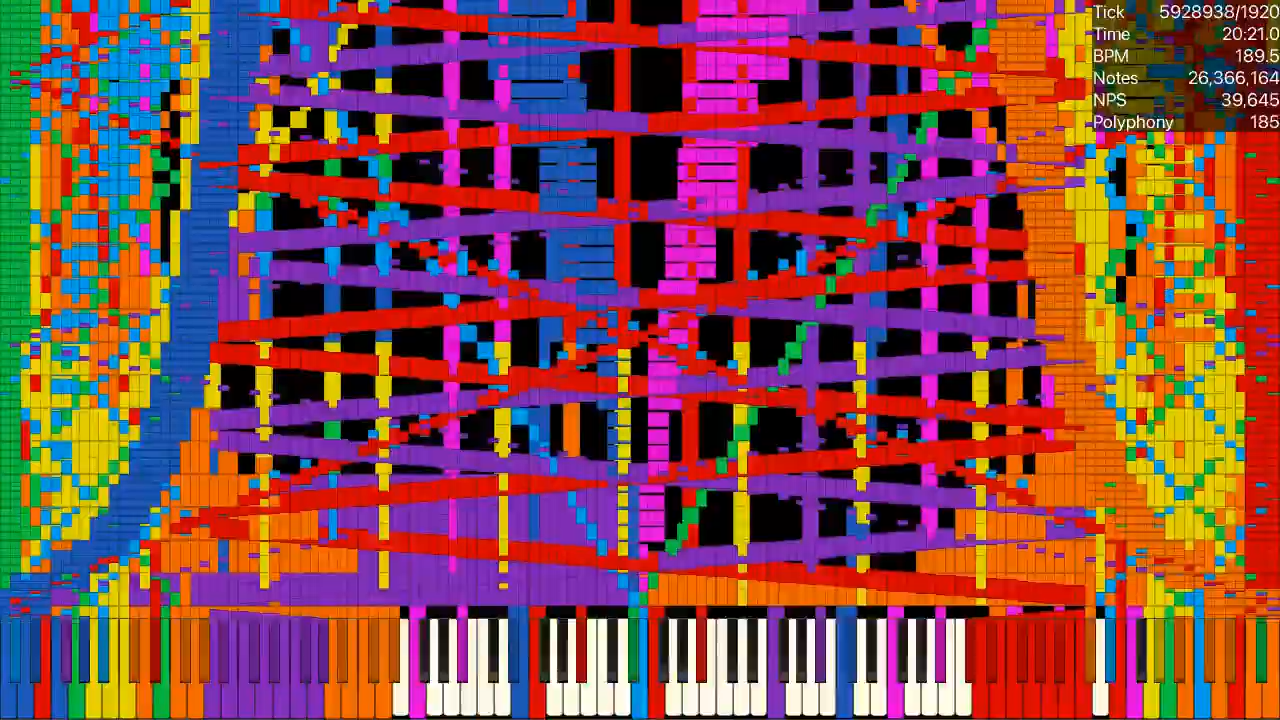 Tick 5928938/1920
Time 20:21.0
BPM 189.5
Notes 26,366,164
NPS 39,645
Polyphony 185